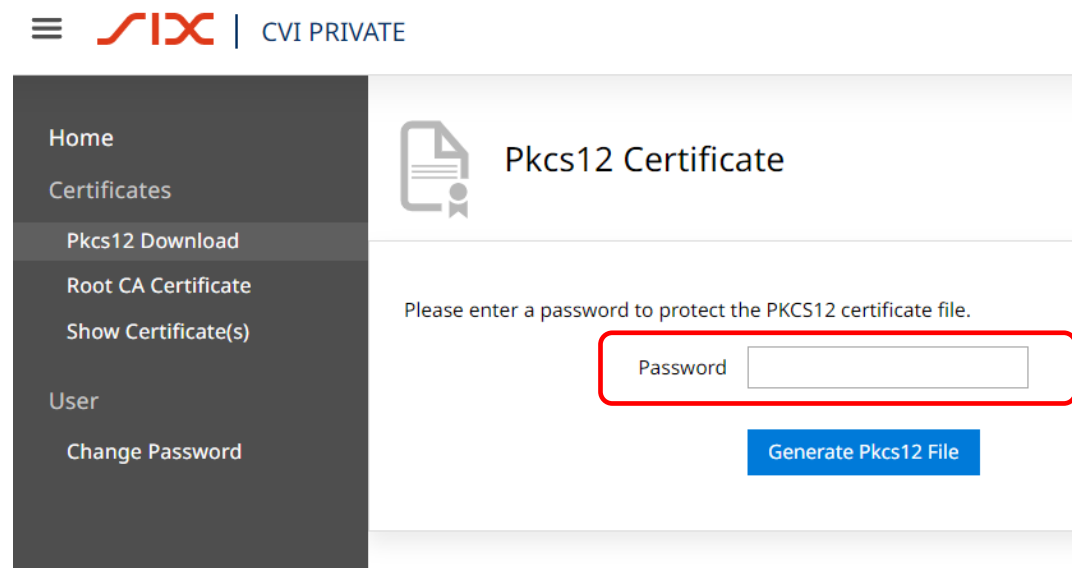 SIX | CVI PRIVATE
Home
Certificates
Pkcs12 Download
Root CA Certificate
Show Certificate(s)
User
Change Password
Pkcs12 Certificate
Please enter a password to protect the PKCS12 certificate file.
Password
Generate Pkcs12 File